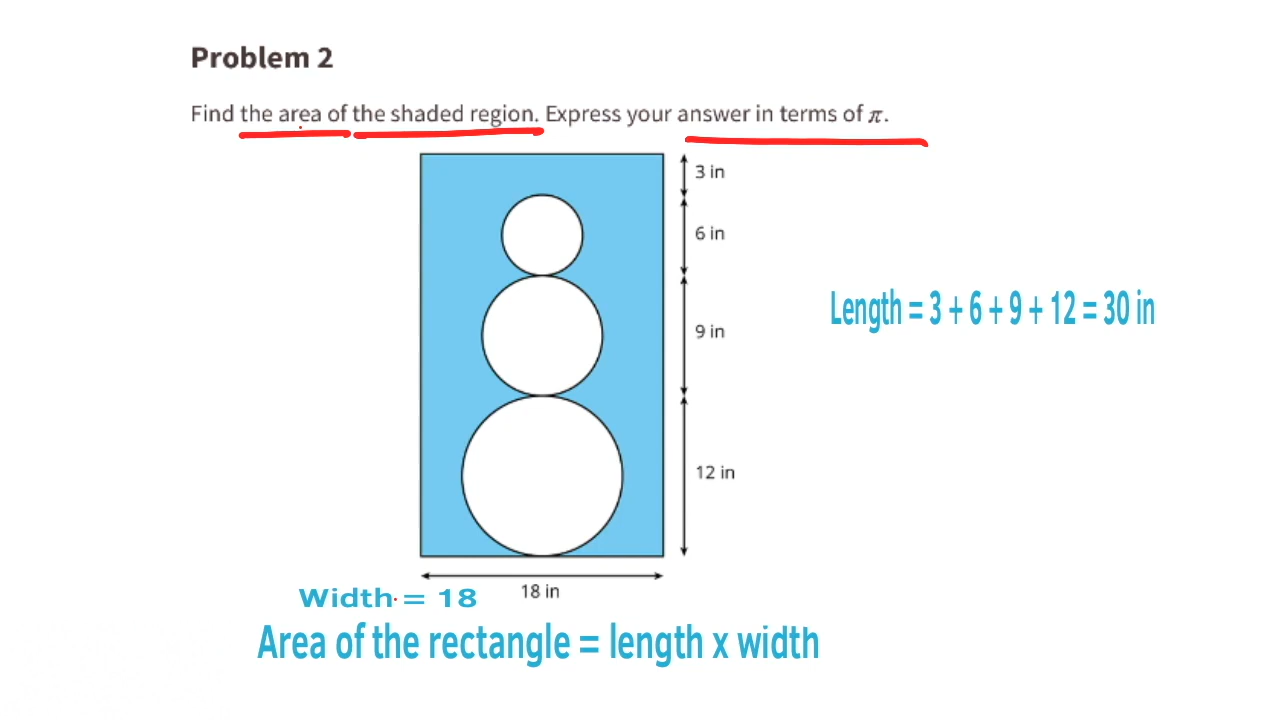 Problem 2
Find the area of the shaded region. Express your answer in terms of π.
3 in
6 in
Length = 3 + 6 + 9 + 12 = 30 in
9 in
12 in
18 in
Width = 18
Area of the rectangle = length x width